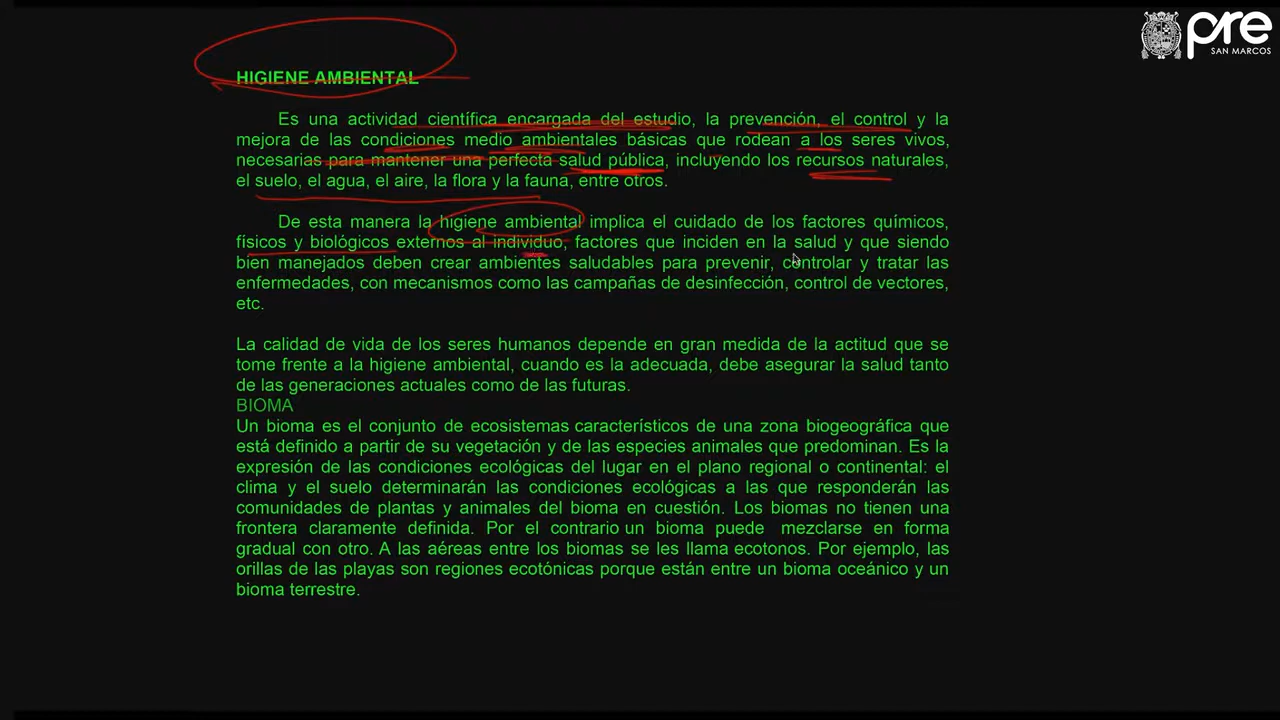 pre
SAN MARCOS
HIGIENE AMBIENTAL
Es una actividad científica encargada del estudio, la prevención, el control y la
mejora de las condiciones medio ambientales básicas que rodean a los seres vivos,
necesarias para mantener una perfecta salud pública, incluyendo los recursos naturales,
el suelo, el agua, el aire, la flora y la fauna, entre otros.
De esta manera la higiene ambiental implica el cuidado de los factores químicos,
físicos y biológicos externos al individuo, factores que inciden en la salud y que siendo
bien manejados deben crear ambientes saludables para prevenir, controlar y tratar las
enfermedades, con mecanismos como las campañas de desinfección, control de vectores,
etc.
La calidad de vida de los seres humanos depende en gran medida de la actitud que se
tome frente a la higiene ambiental, cuando es la adecuada, debe asegurar la salud tanto
de las generaciones actuales como de las futuras.
BIOMA
Un bioma es el conjunto de ecosistemas característicos de una zona biogeográfica que
está definido a partir de su vegetación y de las especies animales que predominan. Es la
expresión de las condiciones ecológicas del lugar en el plano regional o continental: el
clima y el suelo determinarán las condiciones ecológicas a las que responderán las
comunidades de plantas y animales del bioma en cuestión. Los biomas no tienen una
frontera claramente definida. Por el contrario un bioma puede mezclarse en forma
gradual con otro. A las aéreas entre los biomas se les llama ecotonos. Por ejemplo, las
orillas de las playas son regiones ecotónicas porque están entre un bioma oceánico y un
bioma terrestre.